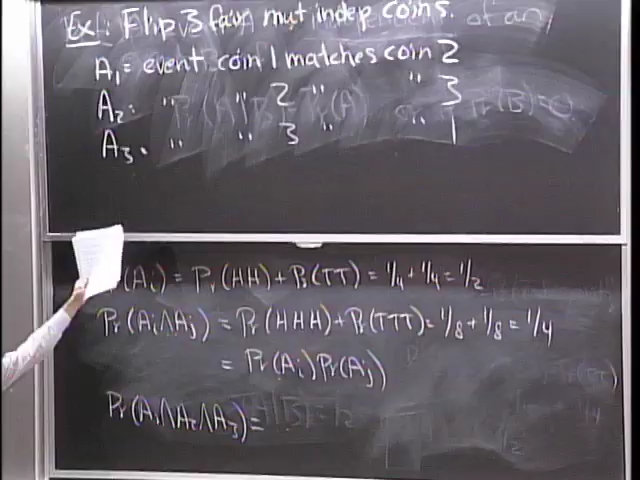 Ex: Flip 3 fair mut indep coins.
A₁ = event coin 1 matches coin 2
A₂ = " " 2 " " 3
A₃ = " " 3 " " 1
(Aᵢ) = Pr(HH) + Pr(TT) = 1/4 + 1/4 = 1/2
Pr(Aᵢ ∧ Aⱼ) = Pr(HHH) + Pr(TTT) = 1/8 + 1/8 = 1/4
= Pr(Aᵢ) Pr(Aⱼ)
Pr(A₁ ∧ A₂ ∧ A₃) =